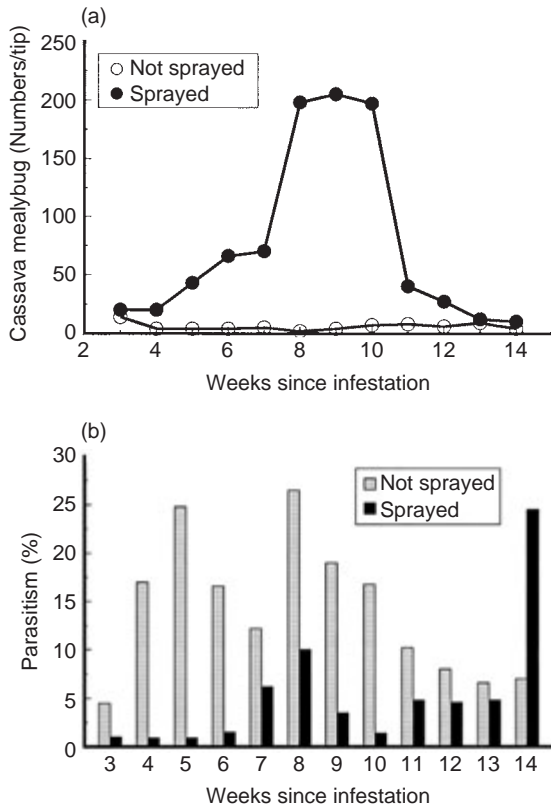 (a)
250
200
150
100
50
0
Cassava mealybug (Numbers/tip)
Not sprayed
Sprayed
2 4 6 8 10 12 14
Weeks since infestation
(b)
30
25
20
15
10
5
0
Parasitism (%)
Not sprayed
Sprayed
3 4 5 6 7 8 9 10 11 12 13 14
Weeks since infestation